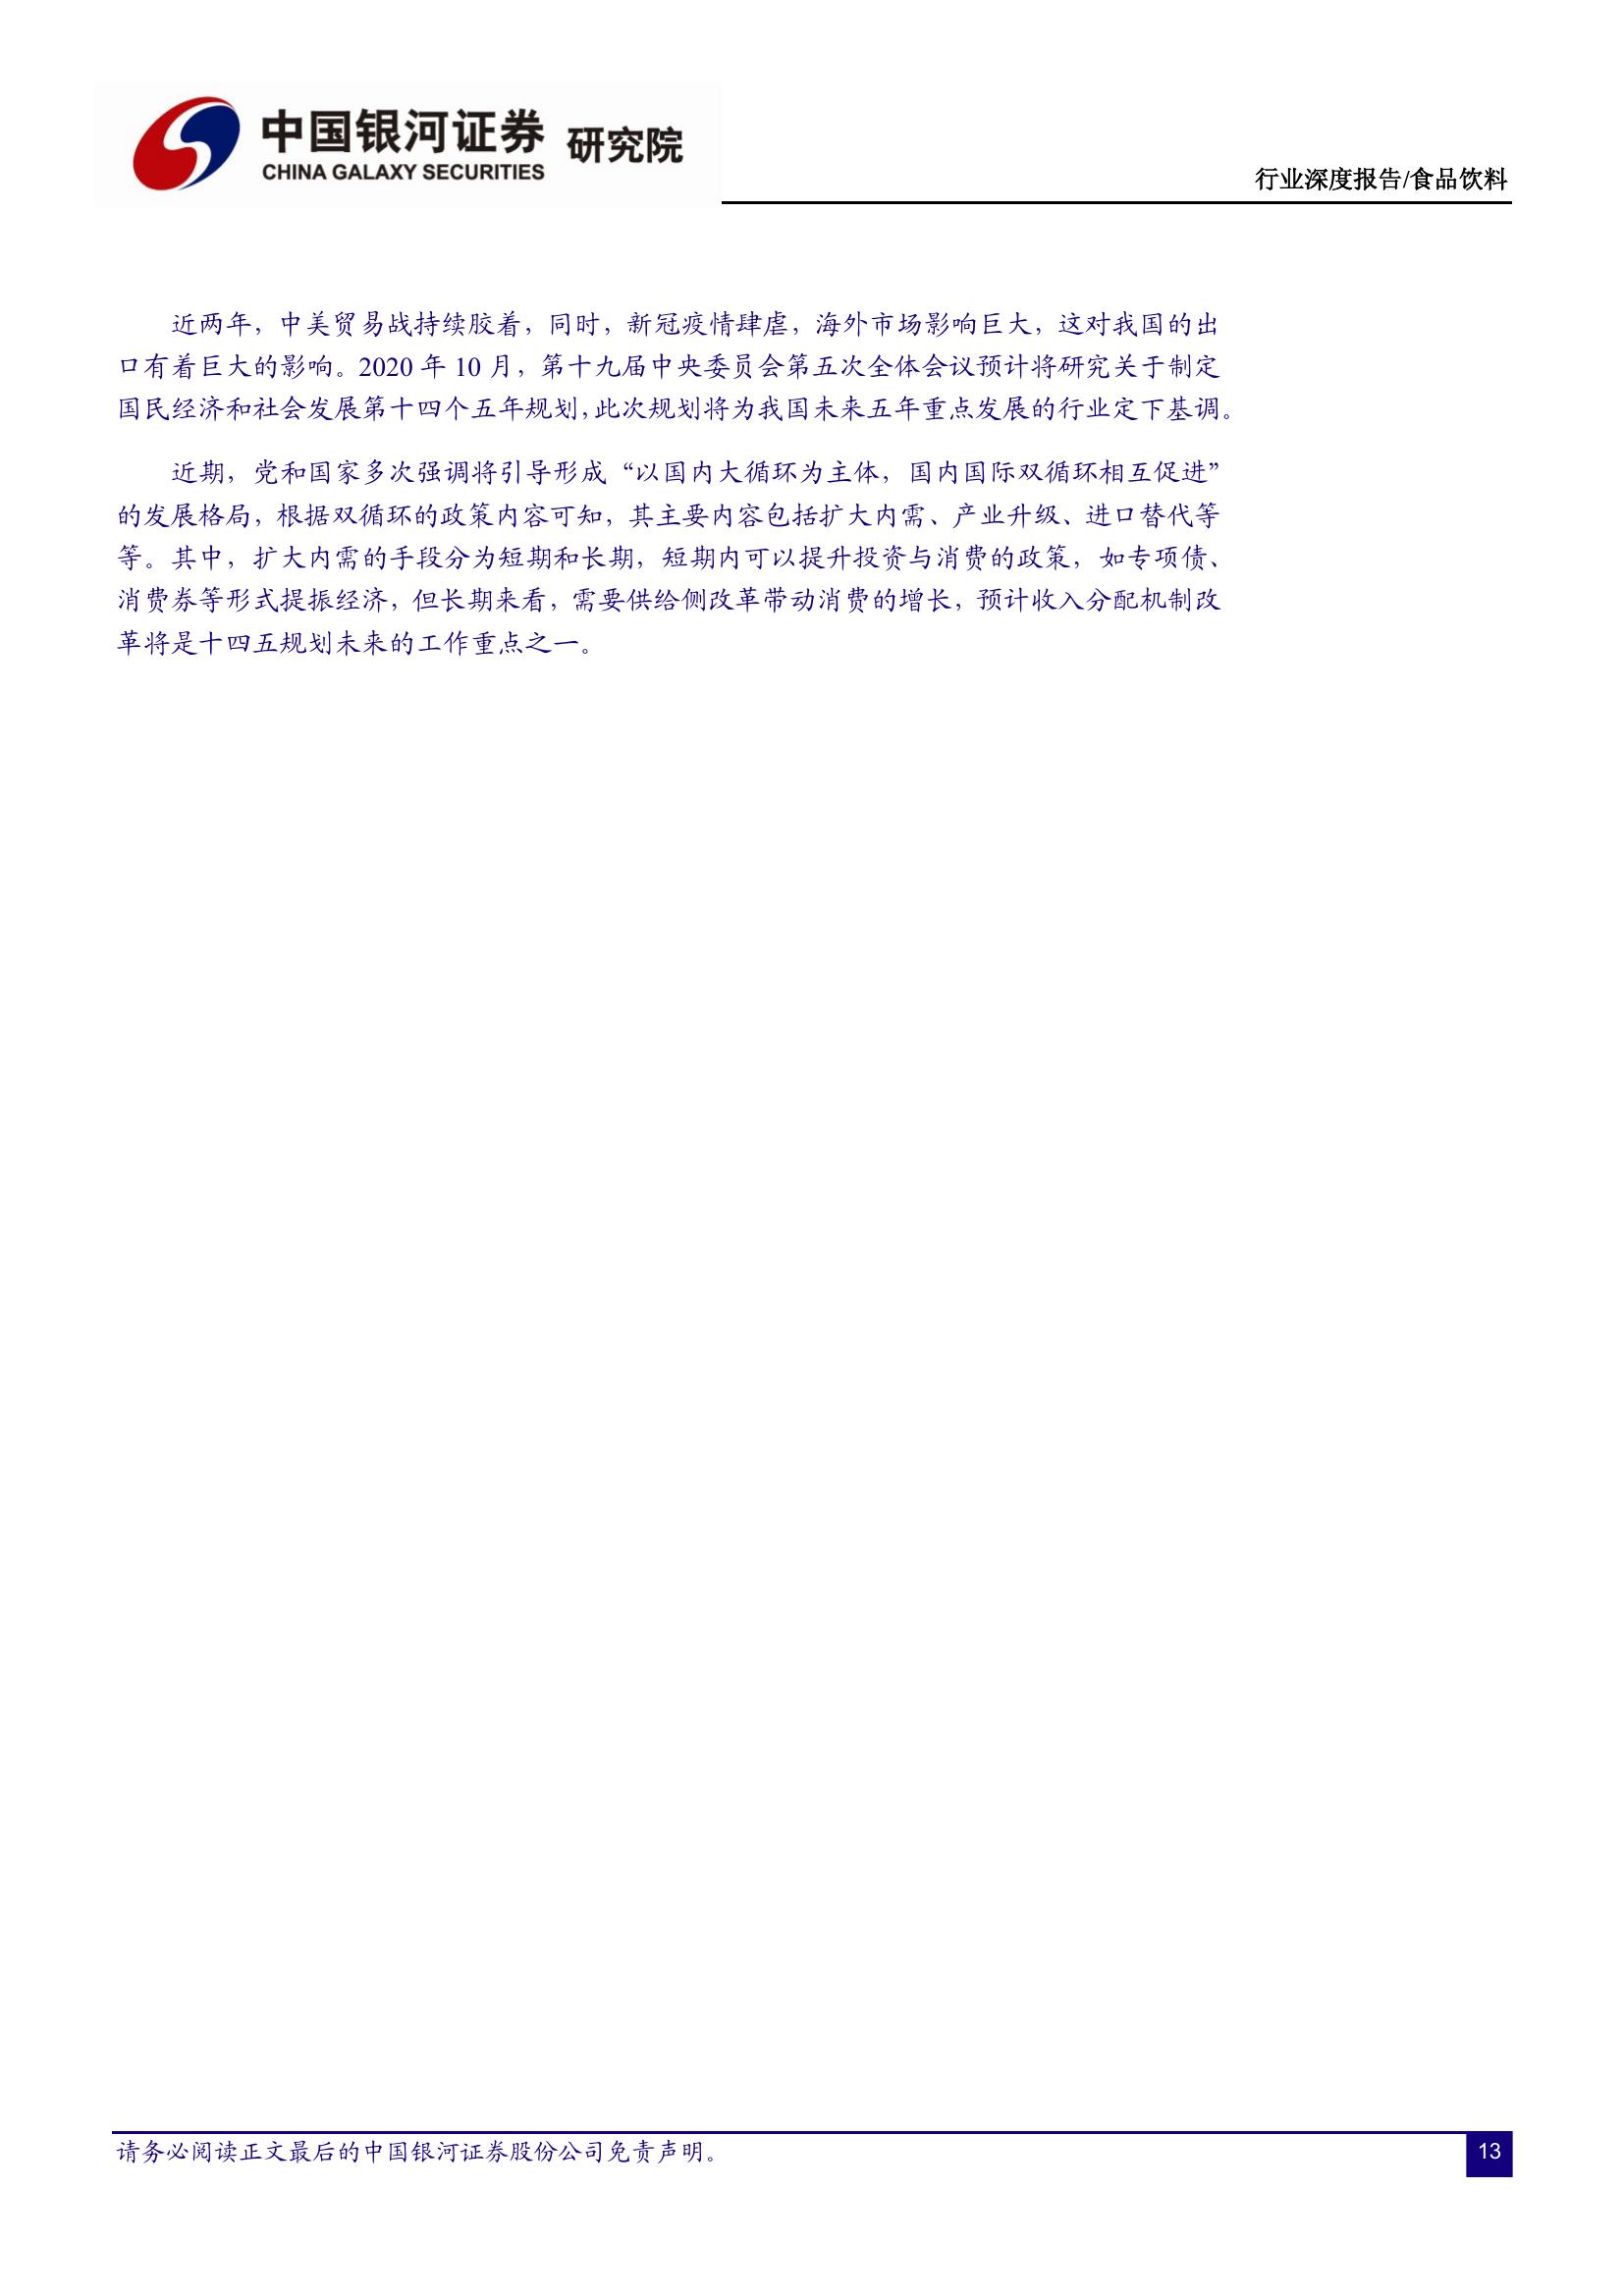 中国银河证券 研究院
CHINA GALAXY SECURITIES
行业深度报告/食品饮料
近两年，中美贸易战持续胶着，同时，新冠疫情肆虐，海外市场影响巨大，这对我国的出
口有着巨大的影响。2020 年 10 月，第十九届中央委员会第五次全体会议预计将研究关于制定
国民经济和社会发展第十四个五年规划，此次规划将为我国未来五年重点发展的行业定下基调。
近期，党和国家多次强调将引导形成“以国内大循环为主体，国内国际双循环相互促进”
的发展格局，根据双循环的政策内容可知，其主要内容包括扩大内需、产业升级、进口替代等
等。其中，扩大内需的手段分为短期和长期，短期内可以提升投资与消费的政策，如专项债、
消费券等形式提振经济，但长期来看，需要供给侧改革带动消费的增长，预计收入分配机制改
革将是十四五规划未来的工作重点之一。
请务必阅读正文最后的中国银河证券股份公司免责声明。
13